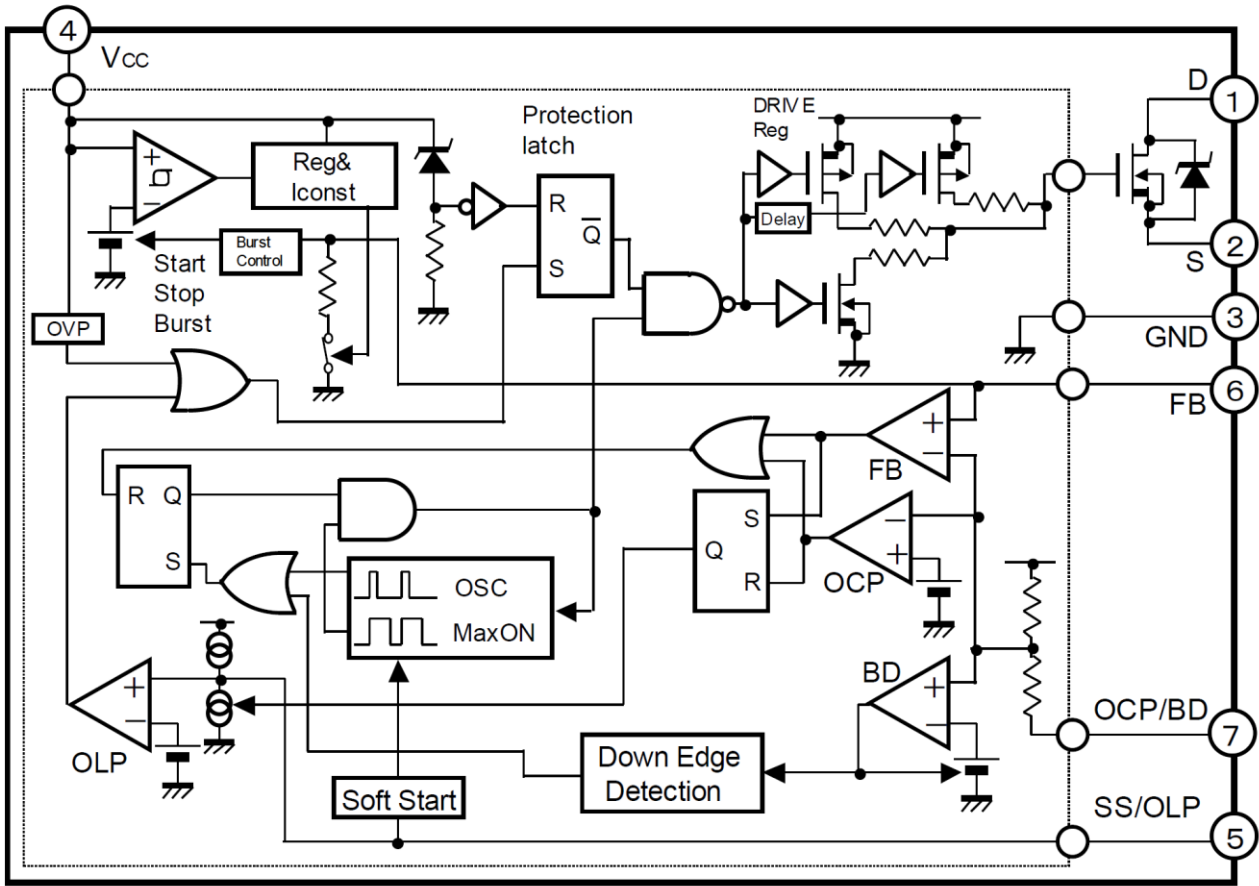 4
VCC
D
1
DRIVE
Reg
Protection
latch
Reg&
Iconst
R
Q
S
Delay
Burst
Control
Start
Stop
Burst
OVP
2
S
3
GND
6
FB
+
−
FB
R Q
S
S
Q
R
−
+
OCP
OSC
MaxON
BD
+
−
+
−
OLP
Down Edge
Detection
Soft Start
OCP/BD
7
SS/OLP
5